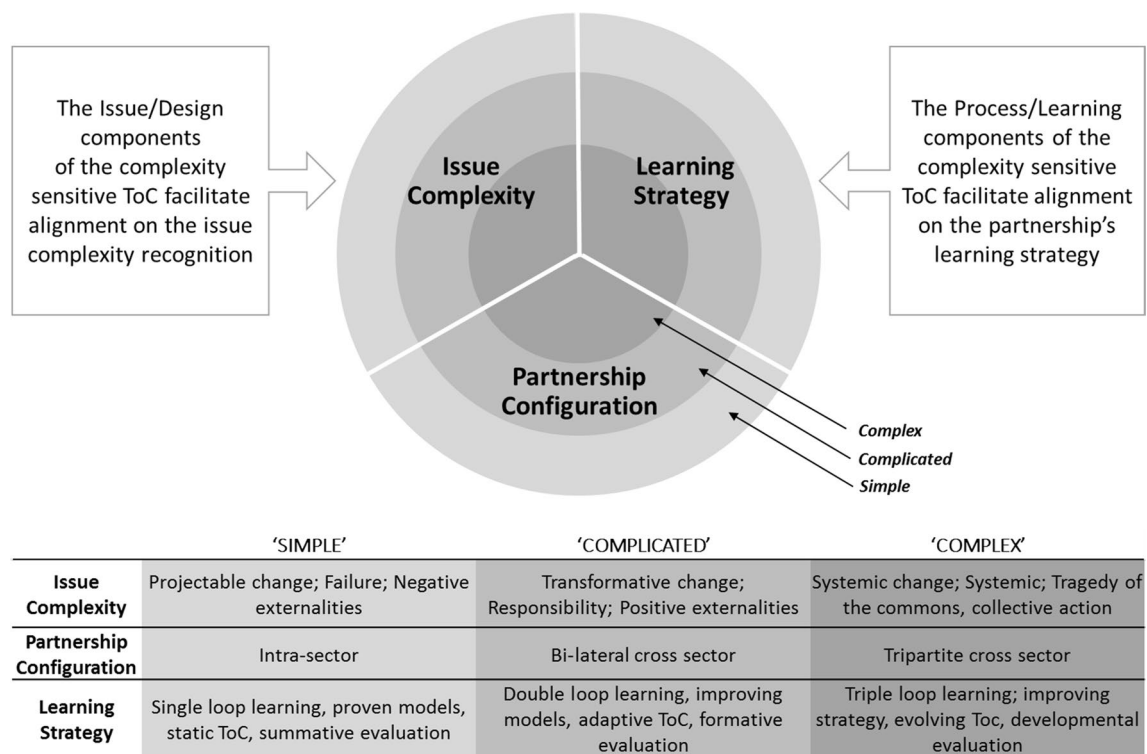 The Issue/Design
components
of the complexity
sensitive ToC facilitate
alignment on the issue
complexity recognition
Issue
Complexity
Learning
Strategy
Partnership
Configuration
The Process/Learning
components of the
complexity sensitive
ToC facilitate alignment
on the partnership's
learning strategy
Complex
Complicated
Simple
‘SIMPLE’ ‘COMPLICATED’ ‘COMPLEX’
Issue
Complexity
Projectable change; Failure; Negative
externalities
Transformative change;
Responsibility; Positive externalities
Systemic change; Systemic; Tragedy of
the commons, collective action
Partnership
Configuration
Intra-sector
Bi-lateral cross sector
Tripartite cross sector
Learning
Strategy
Single loop learning, proven models,
static ToC, summative evaluation
Double loop learning, improving
models, adaptive ToC, formative
evaluation
Triple loop learning; improving
strategy, evolving Toc, developmental
evaluation